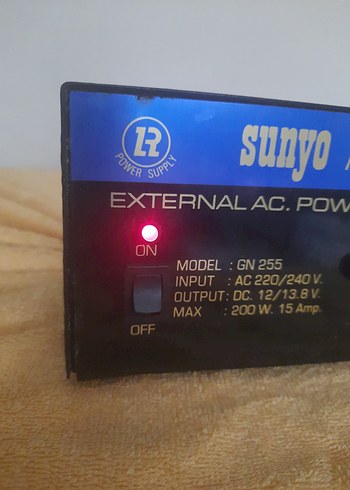 LR
POWER SUPPLY
sunyo
EXTERNAL AC. POW
ON
MODEL : GN 255
INPUT : AC 220/240 V.
OUTPUT : DC. 12/13.8 V.
MAX : 200 W. 15 Amp.
OFF